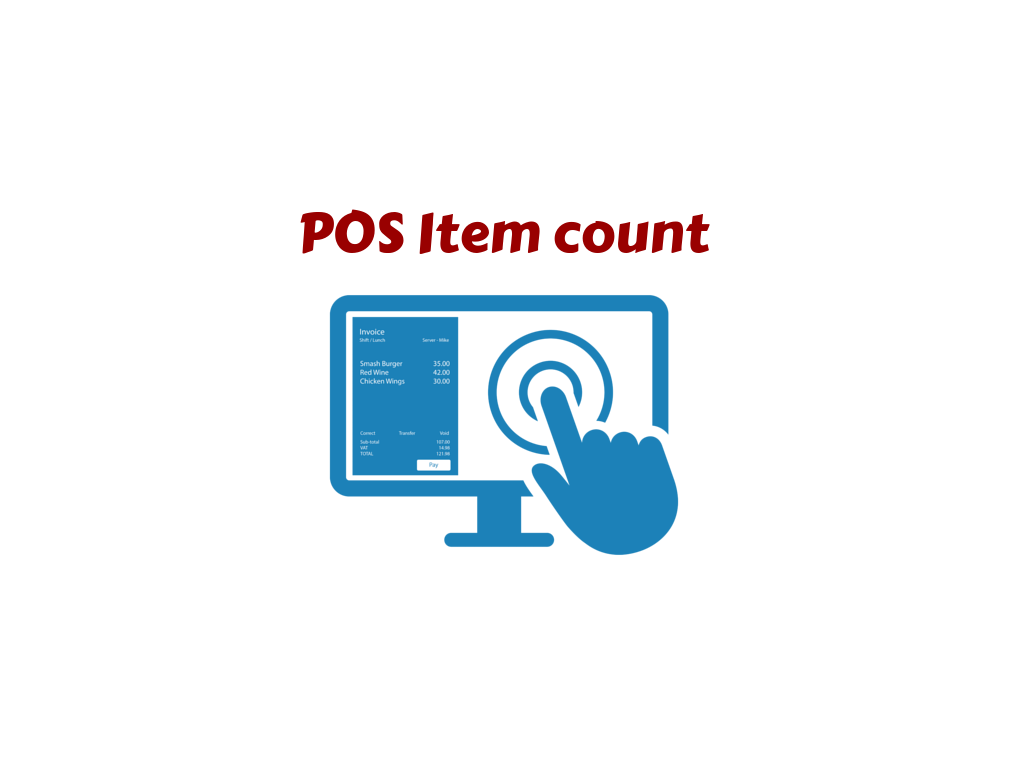 POS Item count
Invoice
Shift / Lunch Server - Mike
Smash Burger 35.00
Red Wine 42.00
Chicken Wings 30.00
Correct Transfer Void
Sub-total 107.00
VAT 14.98
TOTAL 121.98
Pay